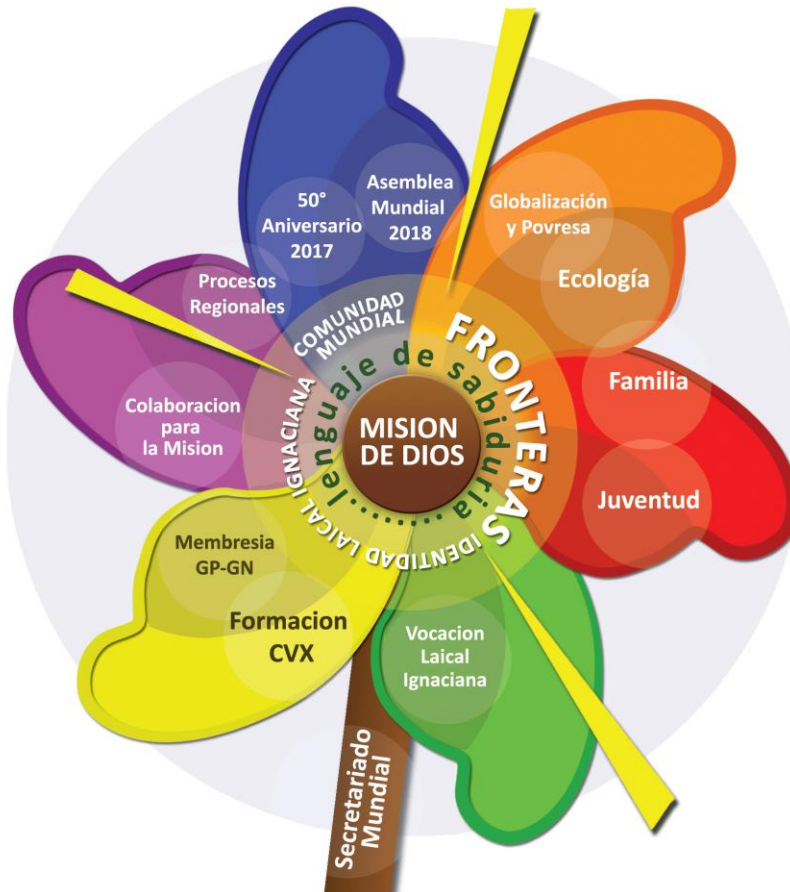 50°
Aniversario
2017
Asemblea
Mundial
2018
Globalización
y Povresa
Ecología
Familia
Juventud
Vocacion
Laical
Ignaciana
Formacion
CVX
Membresia
GP-GN
Colaboracion
para
la Mision
Procesos
Regionales
COMUNIDAD
MUNDIAL
FRONTERAS
IDENTIDAD LAICAL IGNACIANA
...lenguaje de sabiduría........
MISION
DE DIOS
Secretariado
Mundial